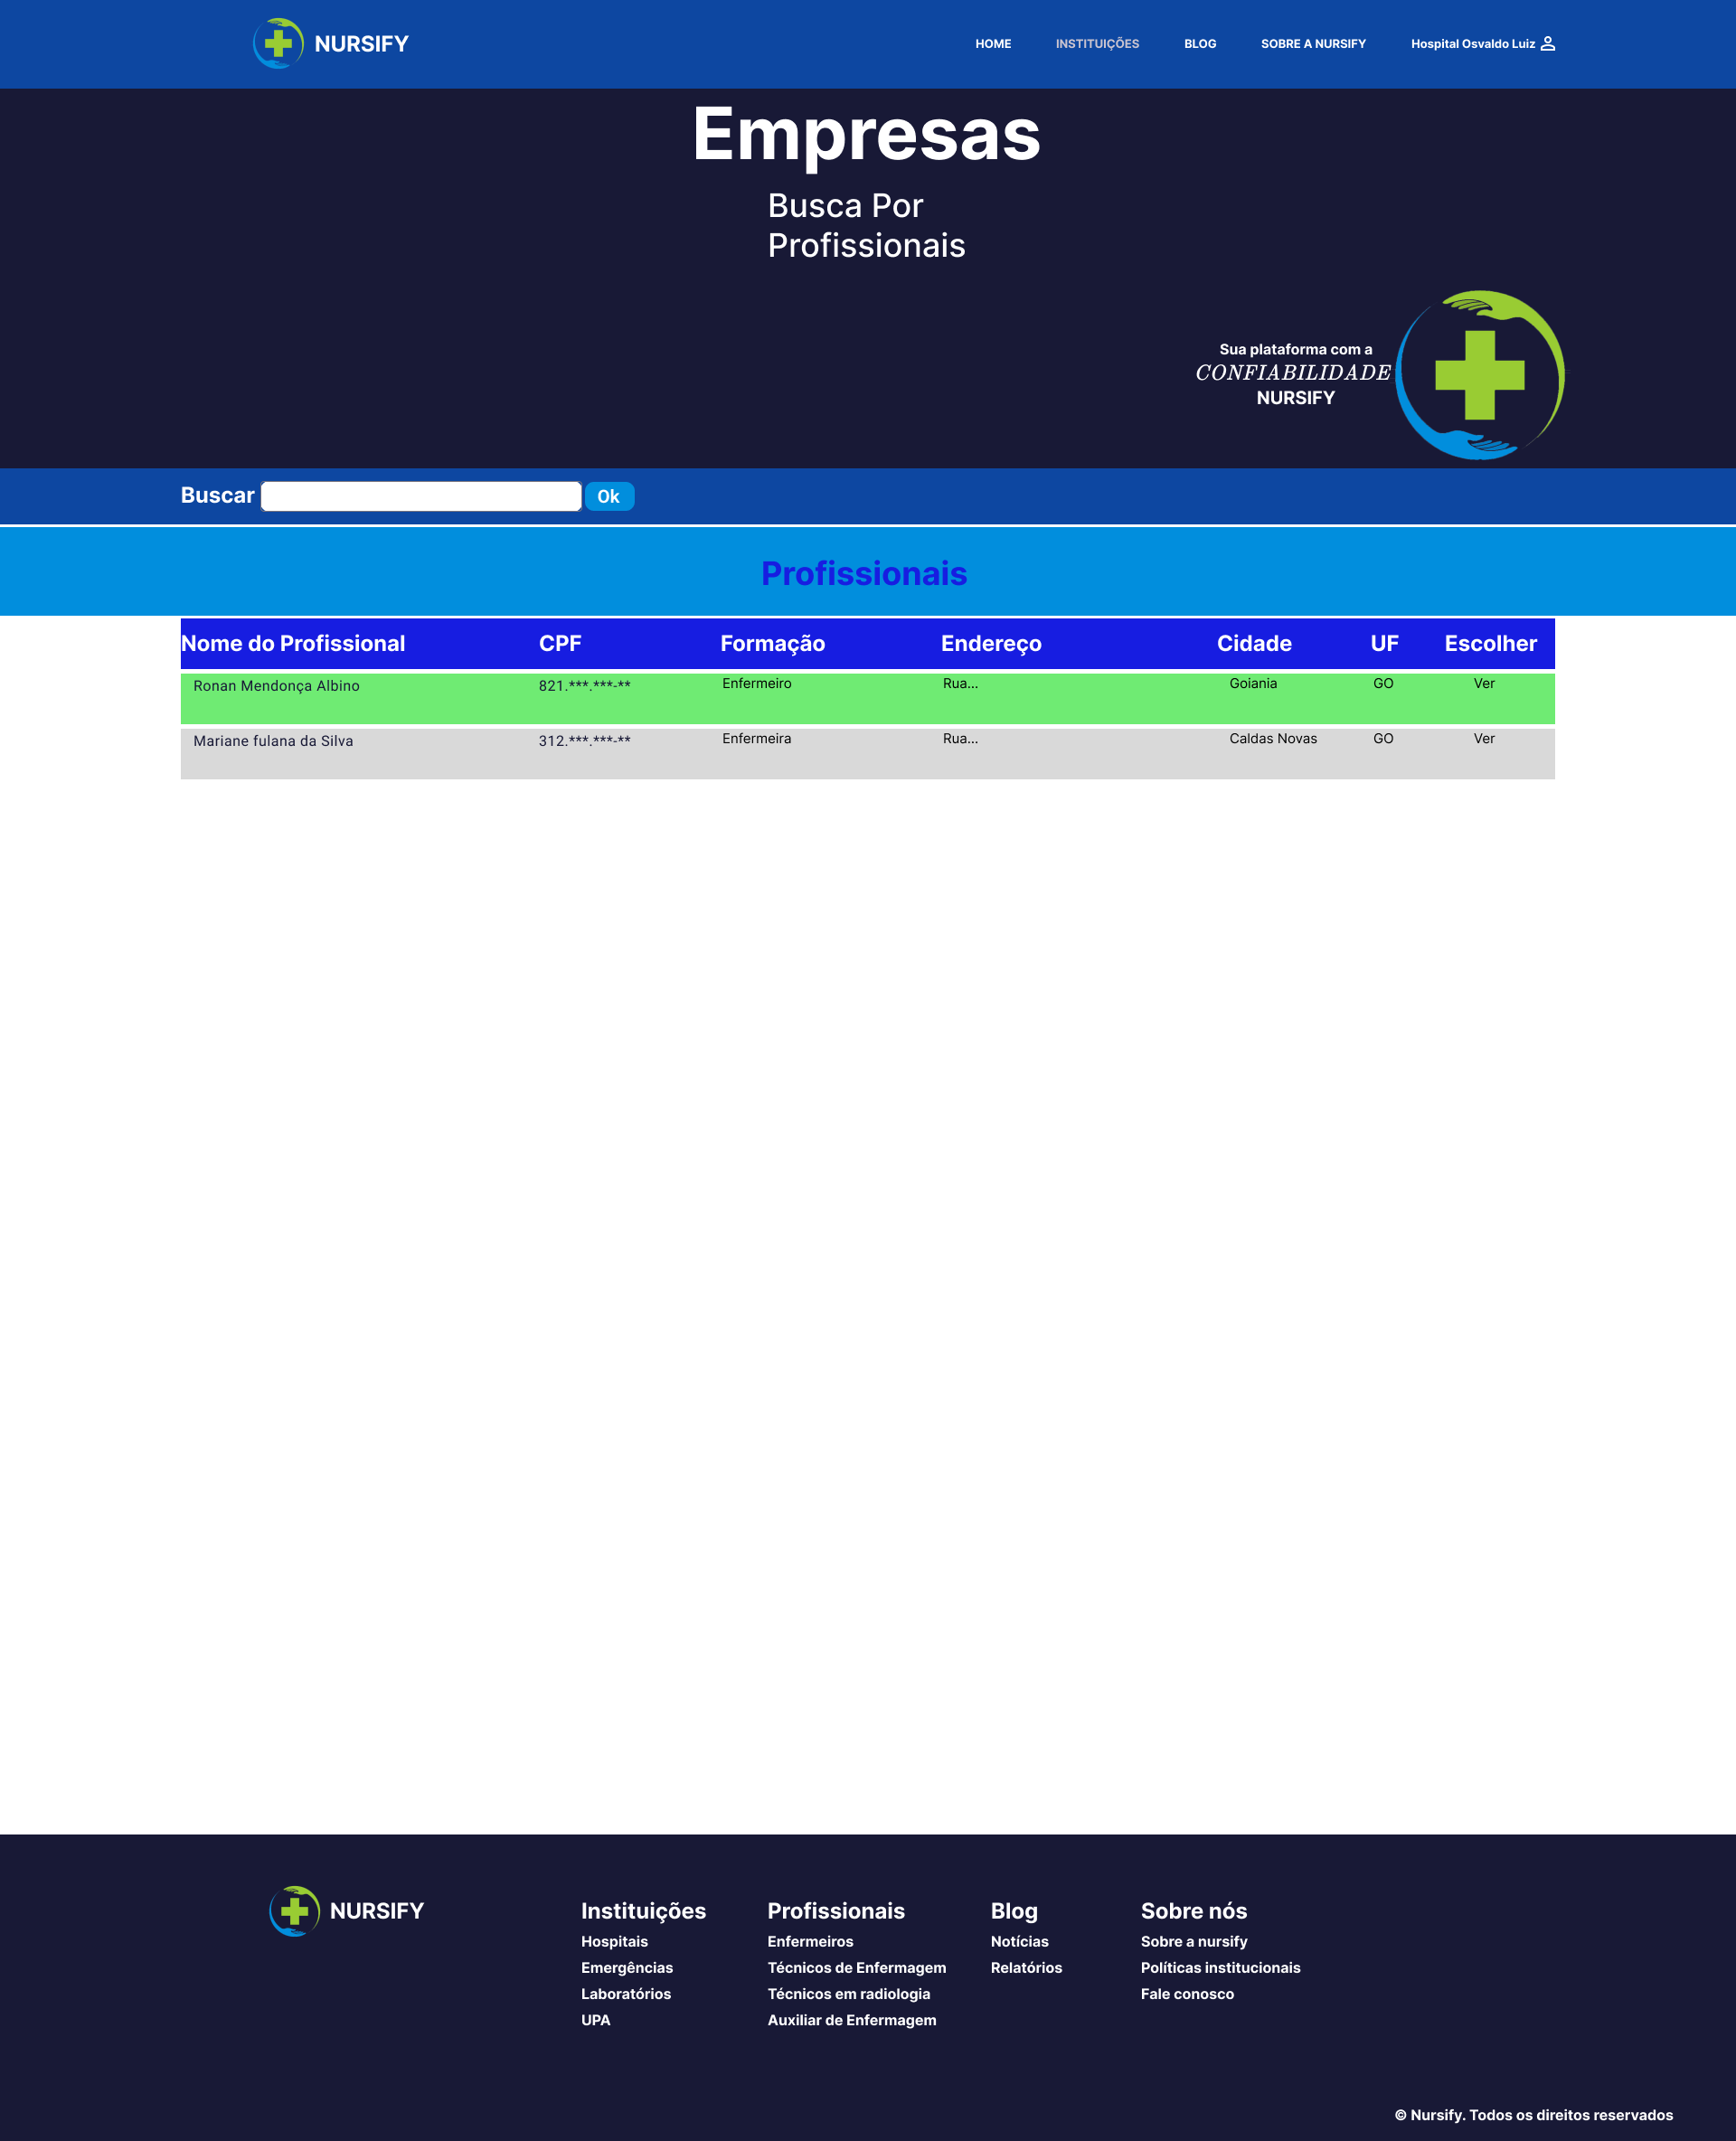 NURSIFY
HOME INSTITUIÇÕES BLOG SOBRE A NURSIFY Hospital Osvaldo Luiz
Empresas
Busca Por
Profissionais
Sua plataforma com a
CONFIABILIDADE
NURSIFY
Buscar Ok
Profissionais
Nome do Profissional CPF Formação Endereço Cidade UF Escolher
Ronan Mendonça Albino 821.***.***-** Enfermeiro Rua... Goiania GO Ver
Mariane fulana da Silva 312.***.***-** Enfermeira Rua... Caldas Novas GO Ver
NURSIFY
Instituições
Hospitais
Emergências
Laboratórios
UPA
Profissionais
Enfermeiros
Técnicos de Enfermagem
Técnicos em radiologia
Auxiliar de Enfermagem
Blog
Notícias
Relatórios
Sobre nós
Sobre a nursify
Políticas institucionais
Fale conosco
© Nursify. Todos os direitos reservados